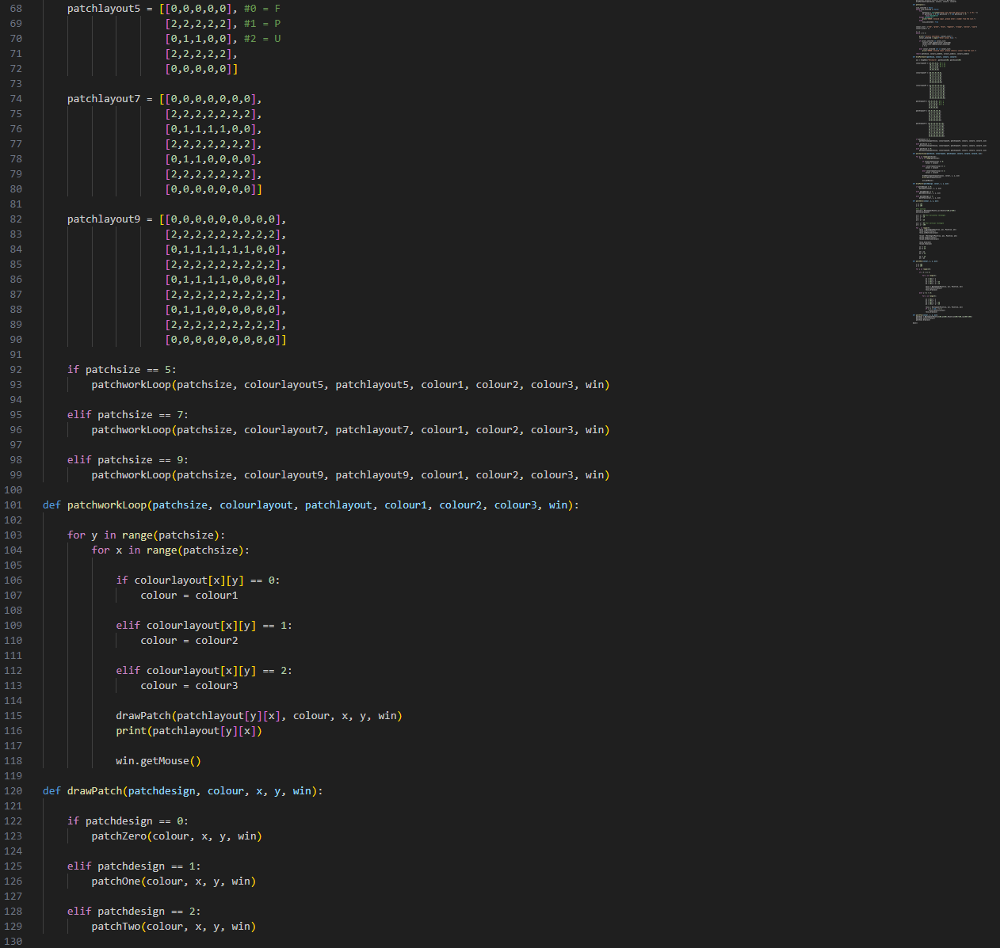 68 patchlayout5 = [[0,0,0,0,0], #0 = F
69 [2,2,2,2,2], #1 = P
70 [0,1,1,0,0], #2 = U
71 [2,2,2,2,2],
72 [0,0,0,0,0]]
73
74 patchlayout7 = [[0,0,0,0,0,0,0],
75 [2,2,2,2,2,2,2],
76 [0,1,1,1,1,0,0],
77 [2,2,2,2,2,2,2],
78 [0,1,1,0,0,0,0],
79 [2,2,2,2,2,2,2],
80 [0,0,0,0,0,0,0]]
81
82 patchlayout9 = [[0,0,0,0,0,0,0,0,0],
83 [2,2,2,2,2,2,2,2,2],
84 [0,1,1,1,1,1,1,0,0],
85 [2,2,2,2,2,2,2,2,2],
86 [0,1,1,1,1,0,0,0,0],
87 [2,2,2,2,2,2,2,2,2],
88 [0,1,1,0,0,0,0,0,0],
89 [2,2,2,2,2,2,2,2,2],
90 [0,0,0,0,0,0,0,0,0]]
91
92 if patchsize == 5:
93 patchworkLoop(patchsize, colourlayout5, patchlayout5, colour1, colour2, colour3, win)
94
95 elif patchsize == 7:
96 patchworkLoop(patchsize, colourlayout7, patchlayout7, colour1, colour2, colour3, win)
97
98 elif patchsize == 9:
99 patchworkLoop(patchsize, colourlayout9, patchlayout9, colour1, colour2, colour3, win)
100
101 def patchworkLoop(patchsize, colourlayout, patchlayout, colour1, colour2, colour3, win):
102
103 for y in range(patchsize):
104 for x in range(patchsize):
105
106 if colourlayout[x][y] == 0:
107 colour = colour1
108
109 elif colourlayout[x][y] == 1:
110 colour = colour2
111
112 elif colourlayout[x][y] == 2:
113 colour = colour3
114
115 drawPatch(patchlayout[y][x], colour, x, y, win)
116 print(patchlayout[y][x])
117
118 win.getMouse()
119
120 def drawPatch(patchdesign, colour, x, y, win):
121
122 if patchdesign == 0:
123 patchZero(colour, x, y, win)
124
125 elif patchdesign == 1:
126 patchOne(colour, x, y, win)
127
128 elif patchdesign == 2:
129 patchTwo(colour, x, y, win)
130